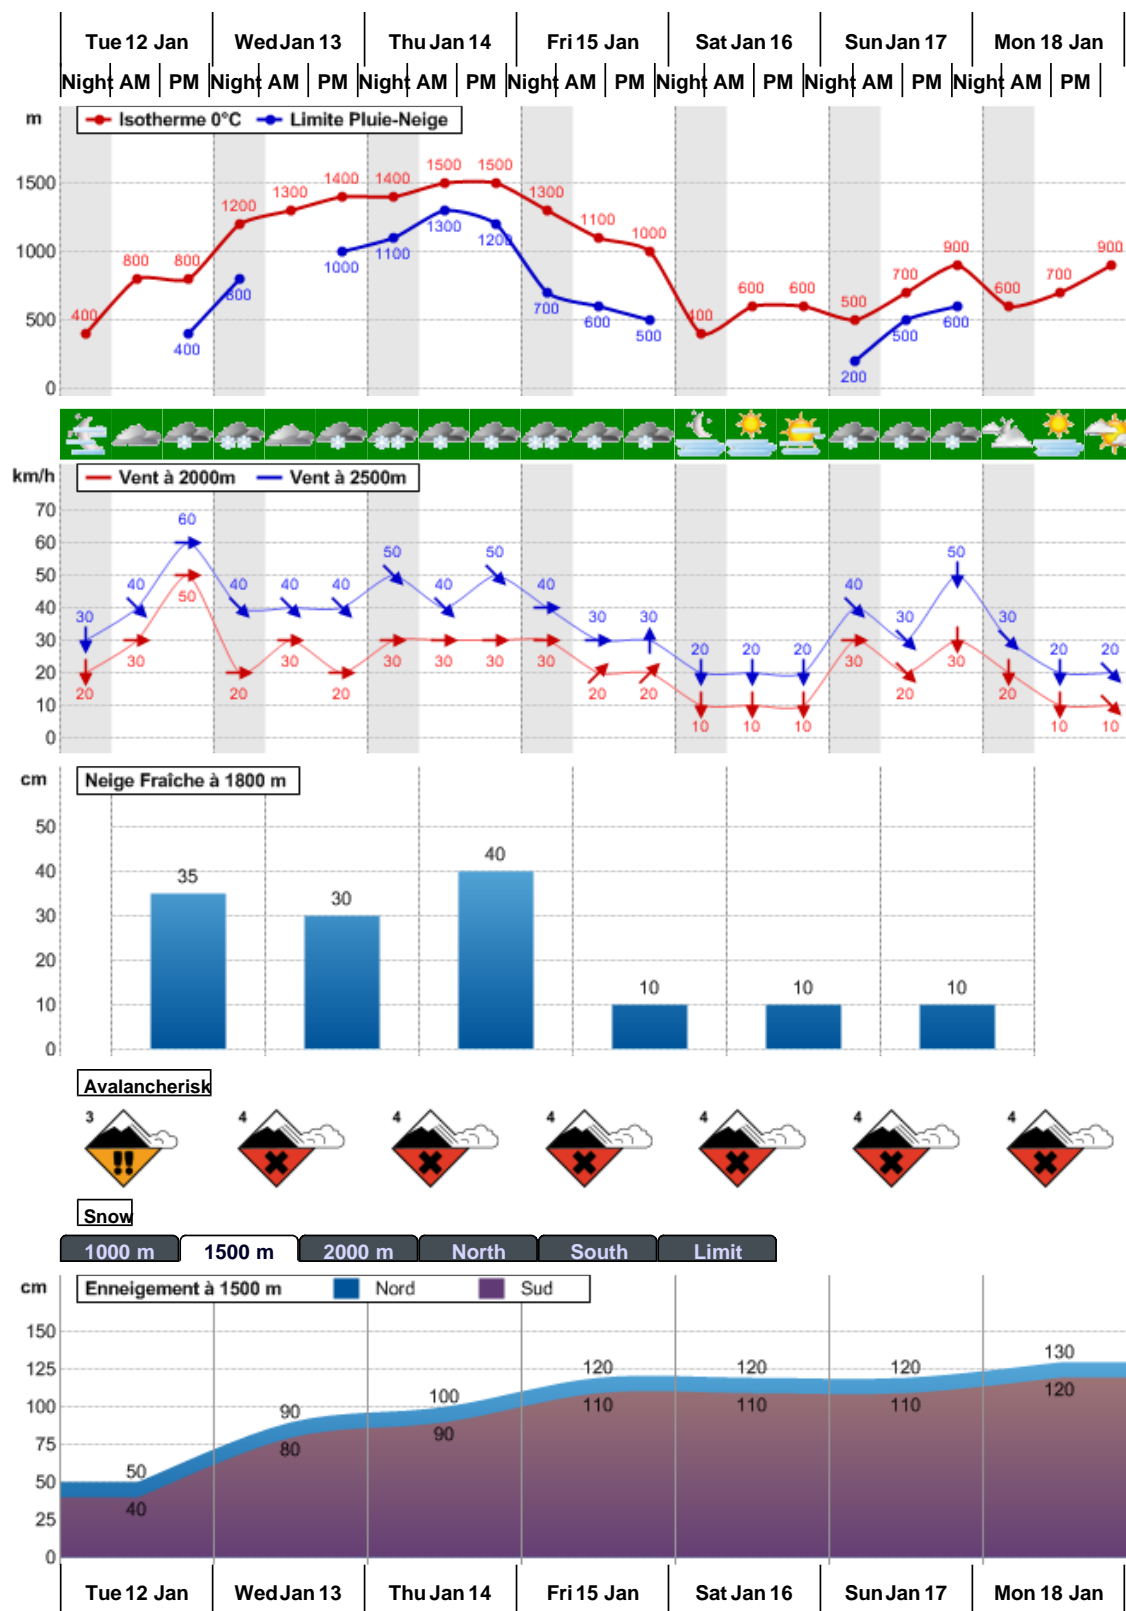 Tue 12 Jan Wed Jan 13 Thu Jan 14 Fri 15 Jan Sat Jan 16 Sun Jan 17 Mon 18 Jan
Night AM PM Night AM PM Night AM PM Night AM PM Night AM PM Night AM PM Night AM PM
m
Isotherme 0°C Limite Pluie-Neige
1500
1000
500
0
400 800 800 1200 1300 1400 1400 1500 1500 1300 1100 1000 400 600 600 500 700 900 600 700 900
400 800 1000 1100 1300 1200 700 600 500 200 500 600
km/h
Vent à 2000m Vent à 2500m
70
60
50
40
30
20
10
0
30 40 60 40 40 40 50 40 50 40 30 30 20 20 20 40 30 50 30 20 20
20 30 50 20 30 20 30 30 30 30 20 20 10 10 10 30 20 30 20 10 10
cm
Neige Fraîche à 1800 m
50
40
30
20
10
0
35 30 40 10 10 10
Avalancherisk
3 4 4 4 4 4 4
Snow
1000 m 1500 m 2000 m North South Limit
cm
Enneigement à 1500 m Nord Sud
150
125
100
75
50
25
0
50 90 100 120 120 120 130
40 80 90 110 110 110 120
Tue 12 Jan Wed Jan 13 Thu Jan 14 Fri 15 Jan Sat Jan 16 Sun Jan 17 Mon 18 Jan